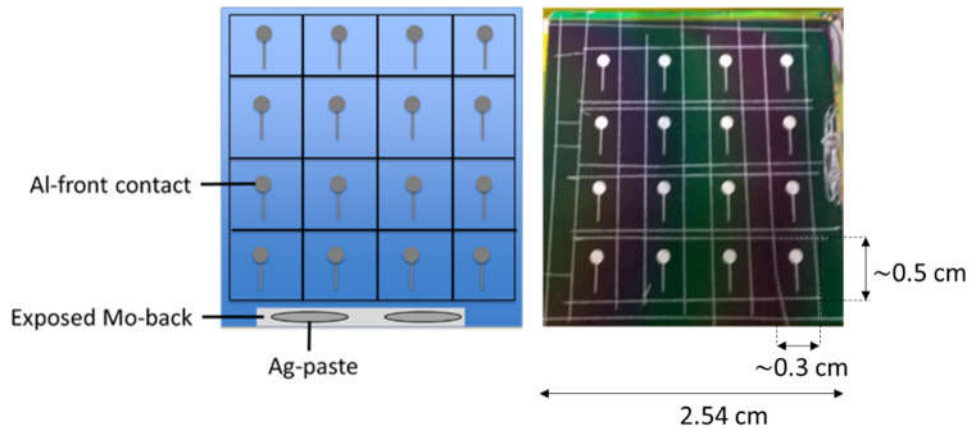 Al-front contact
Exposed Mo-back
Ag-paste
~0.5 cm
~0.3 cm
2.54 cm